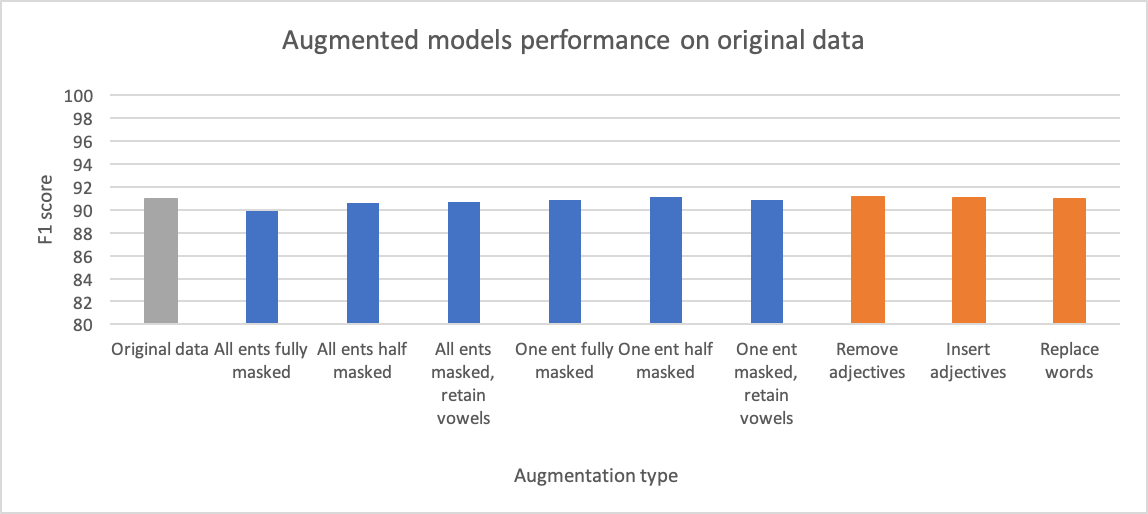 Augmented models performance on original data
100
98
96
94
92
90
88
86
84
82
80
F1 score
Original data
All ents fully
masked
All ents half
masked
All ents
masked,
retain
vowels
One ent fully
masked
One ent half
masked
One ent
masked,
retain
vowels
Remove
adjectives
Insert
adjectives
Replace
words
Augmentation type